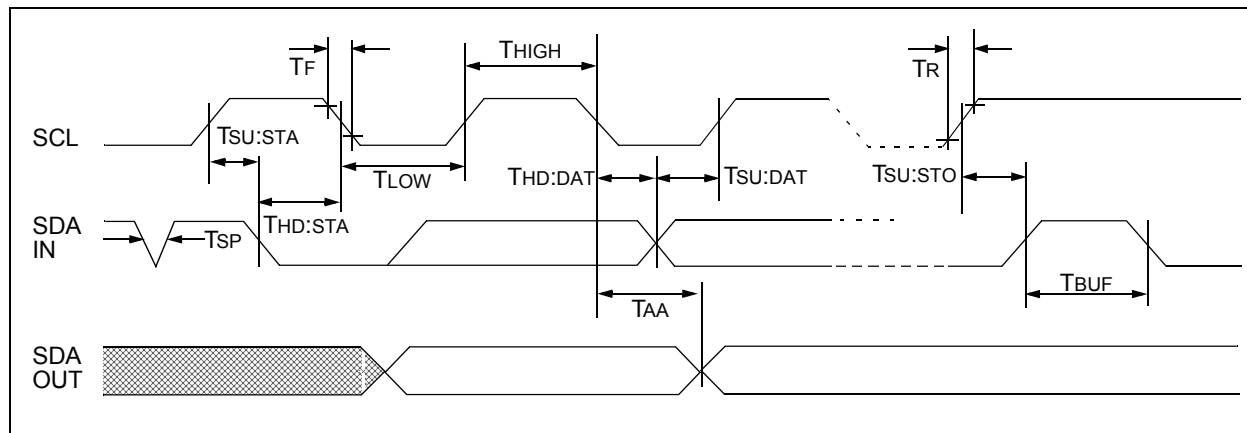 TF
THIGH
TR
SCL
TSU:STA
TLOW
THD:DAT
TSU:DAT
TSU:STO
SDA
IN
TSP
THD:STA
TBUF
TAA
SDA
OUT